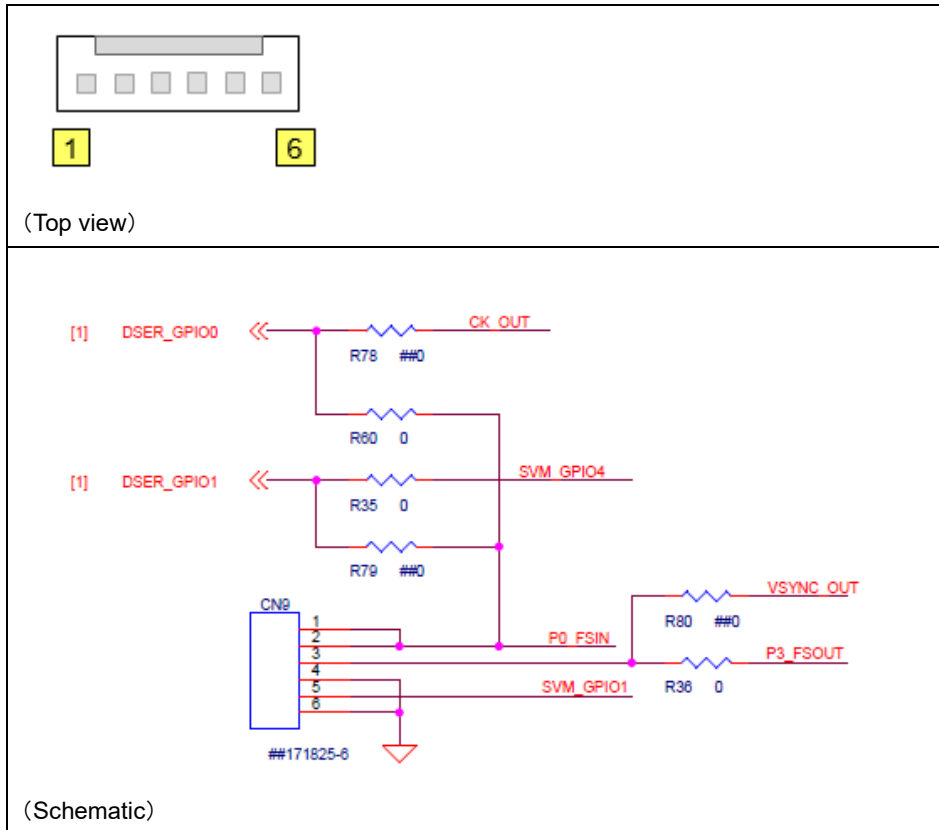 1 6
（Top view）
[1] DSER_GPIO0 CK_OUT
R78 ##0
R60 0
[1] DSER_GPIO1 SVM_GPIO4
R35 0
R79 ##0
CN9
1
2 P0_FSIN
3
4
5 SVM_GPIO1
6
##171825-6
VSYNC_OUT
R80 ##0
P3_FSOUT
R36 0
（Schematic）